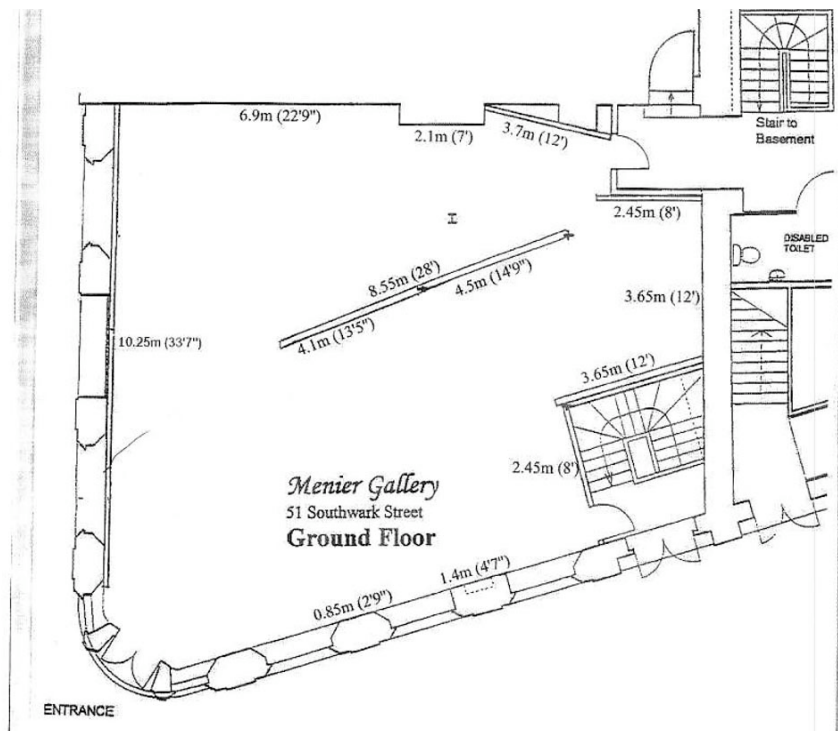 6.9m (22'9")
2.1m (7')
3.7m (12')
Stair to
Basement
2.45m (8')
DISABLED
TOILET
8.55m (28')
4.5m (14'9")
4.1m (13'5")
3.65m (12')
10.25m (33'7")
3.65m (12')
2.45m (8')
Menier Gallery
51 Southwark Street
Ground Floor
1.4m (4'7")
0.85m (2'9")
ENTRANCE